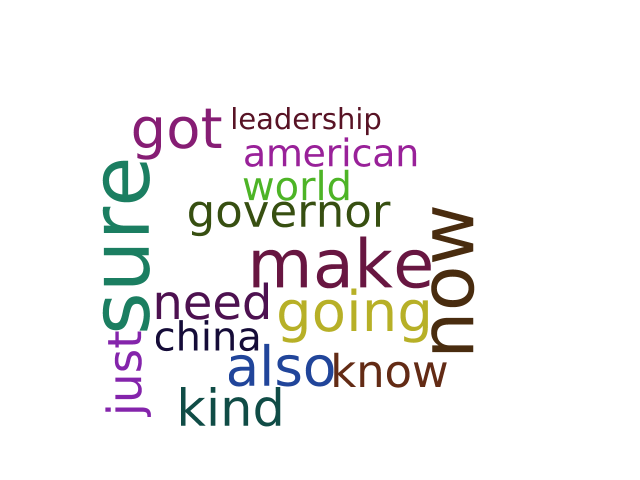 got
leadership
american
world
governor
sure
now
make
need
going
china
also
know
just
kind